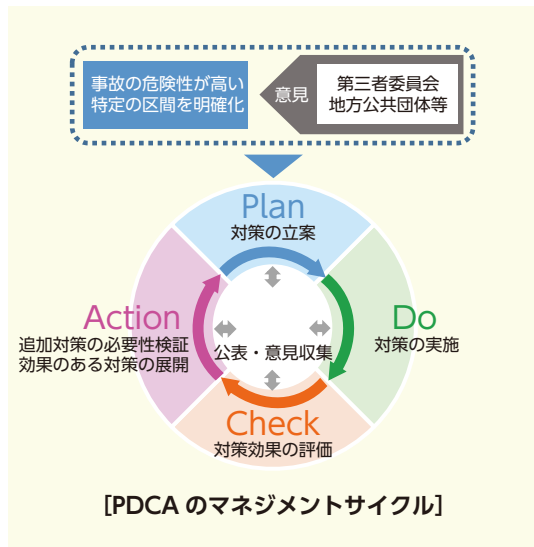 事故の危険性が高い
特定の区間を明確化
意見
第三者委員会
地方公共団体等
Plan
対策の立案
Do
対策の実施
Action
追加対策の必要性検証
効果のある対策の展開
公表・意見収集
Check
対策効果の評価
［PDCA のマネジメントサイクル］